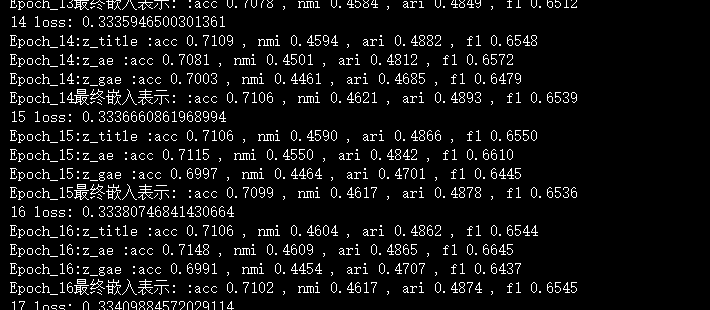 Epoch_13最终嵌入表示: :acc 0.7078 , nmi 0.4584 , ari 0.4849 , f1 0.6512
14 loss: 0.3335946500301361
Epoch_14:z_title :acc 0.7109 , nmi 0.4594 , ari 0.4882 , f1 0.6548
Epoch_14:z_ae :acc 0.7081 , nmi 0.4501 , ari 0.4812 , f1 0.6572
Epoch_14:z_gae :acc 0.7003 , nmi 0.4461 , ari 0.4685 , f1 0.6479
Epoch_14最终嵌入表示: :acc 0.7106 , nmi 0.4621 , ari 0.4893 , f1 0.6539
15 loss: 0.3336660861968994
Epoch_15:z_title :acc 0.7106 , nmi 0.4590 , ari 0.4866 , f1 0.6550
Epoch_15:z_ae :acc 0.7115 , nmi 0.4550 , ari 0.4842 , f1 0.6610
Epoch_15:z_gae :acc 0.6997 , nmi 0.4464 , ari 0.4701 , f1 0.6445
Epoch_15最终嵌入表示: :acc 0.7099 , nmi 0.4617 , ari 0.4878 , f1 0.6536
16 loss: 0.33380746841430664
Epoch_16:z_title :acc 0.7106 , nmi 0.4604 , ari 0.4862 , f1 0.6544
Epoch_16:z_ae :acc 0.7148 , nmi 0.4609 , ari 0.4865 , f1 0.6645
Epoch_16:z_gae :acc 0.6991 , nmi 0.4454 , ari 0.4707 , f1 0.6437
Epoch_16最终嵌入表示: :acc 0.7102 , nmi 0.4617 , ari 0.4874 , f1 0.6545
17 loss: 0.33409884572029114